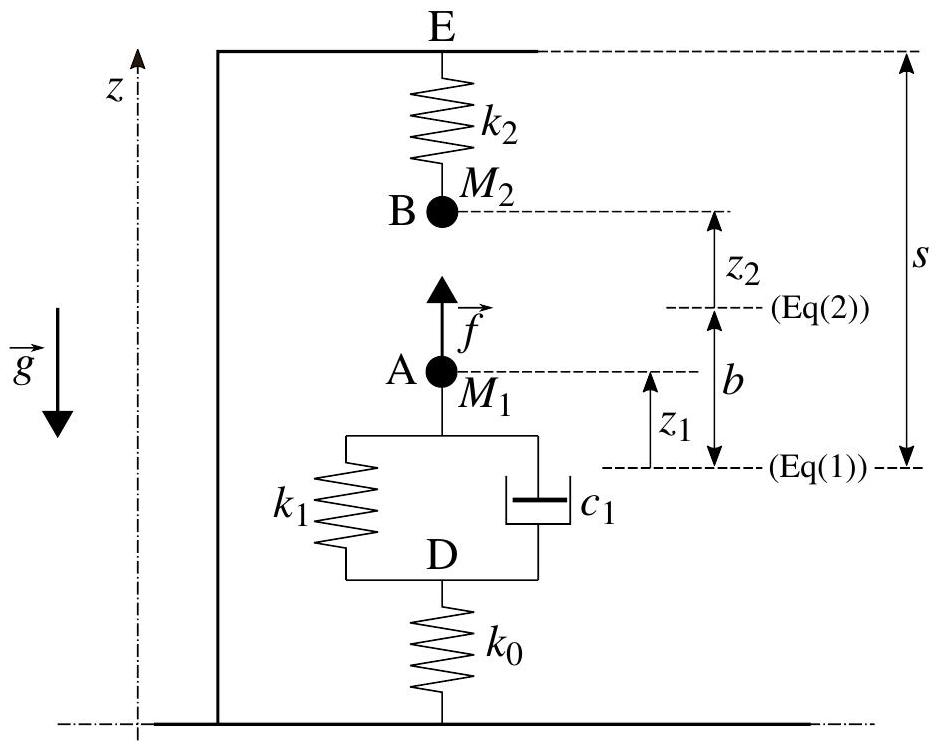 E
z
k₂
M₂
B
s
z₂
(Eq(2))
f⃗
g⃗
A
b
M₁
z₁
(Eq(1))
k₁
c₁
D
k₀